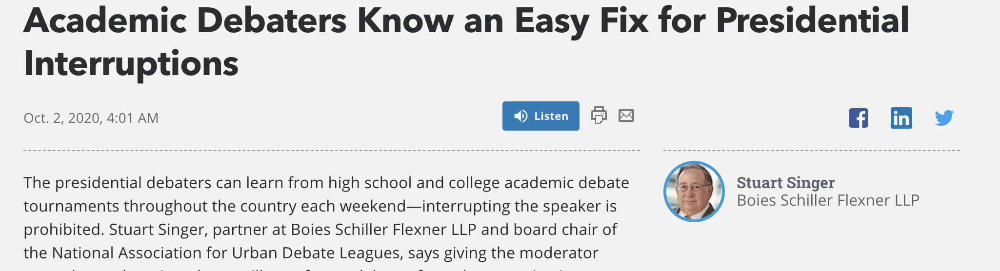 Academic Debaters Know an Easy Fix for Presidential
Interruptions
Oct. 2, 2020, 4:01 AM
Listen
The presidential debaters can learn from high school and college academic debate
tournaments throughout the country each weekend—interrupting the speaker is
prohibited. Stuart Singer, partner at Boies Schiller Flexner LLP and board chair of
the National Association for Urban Debate Leagues, says giving the moderator
Stuart Singer
Boies Schiller Flexner LLP